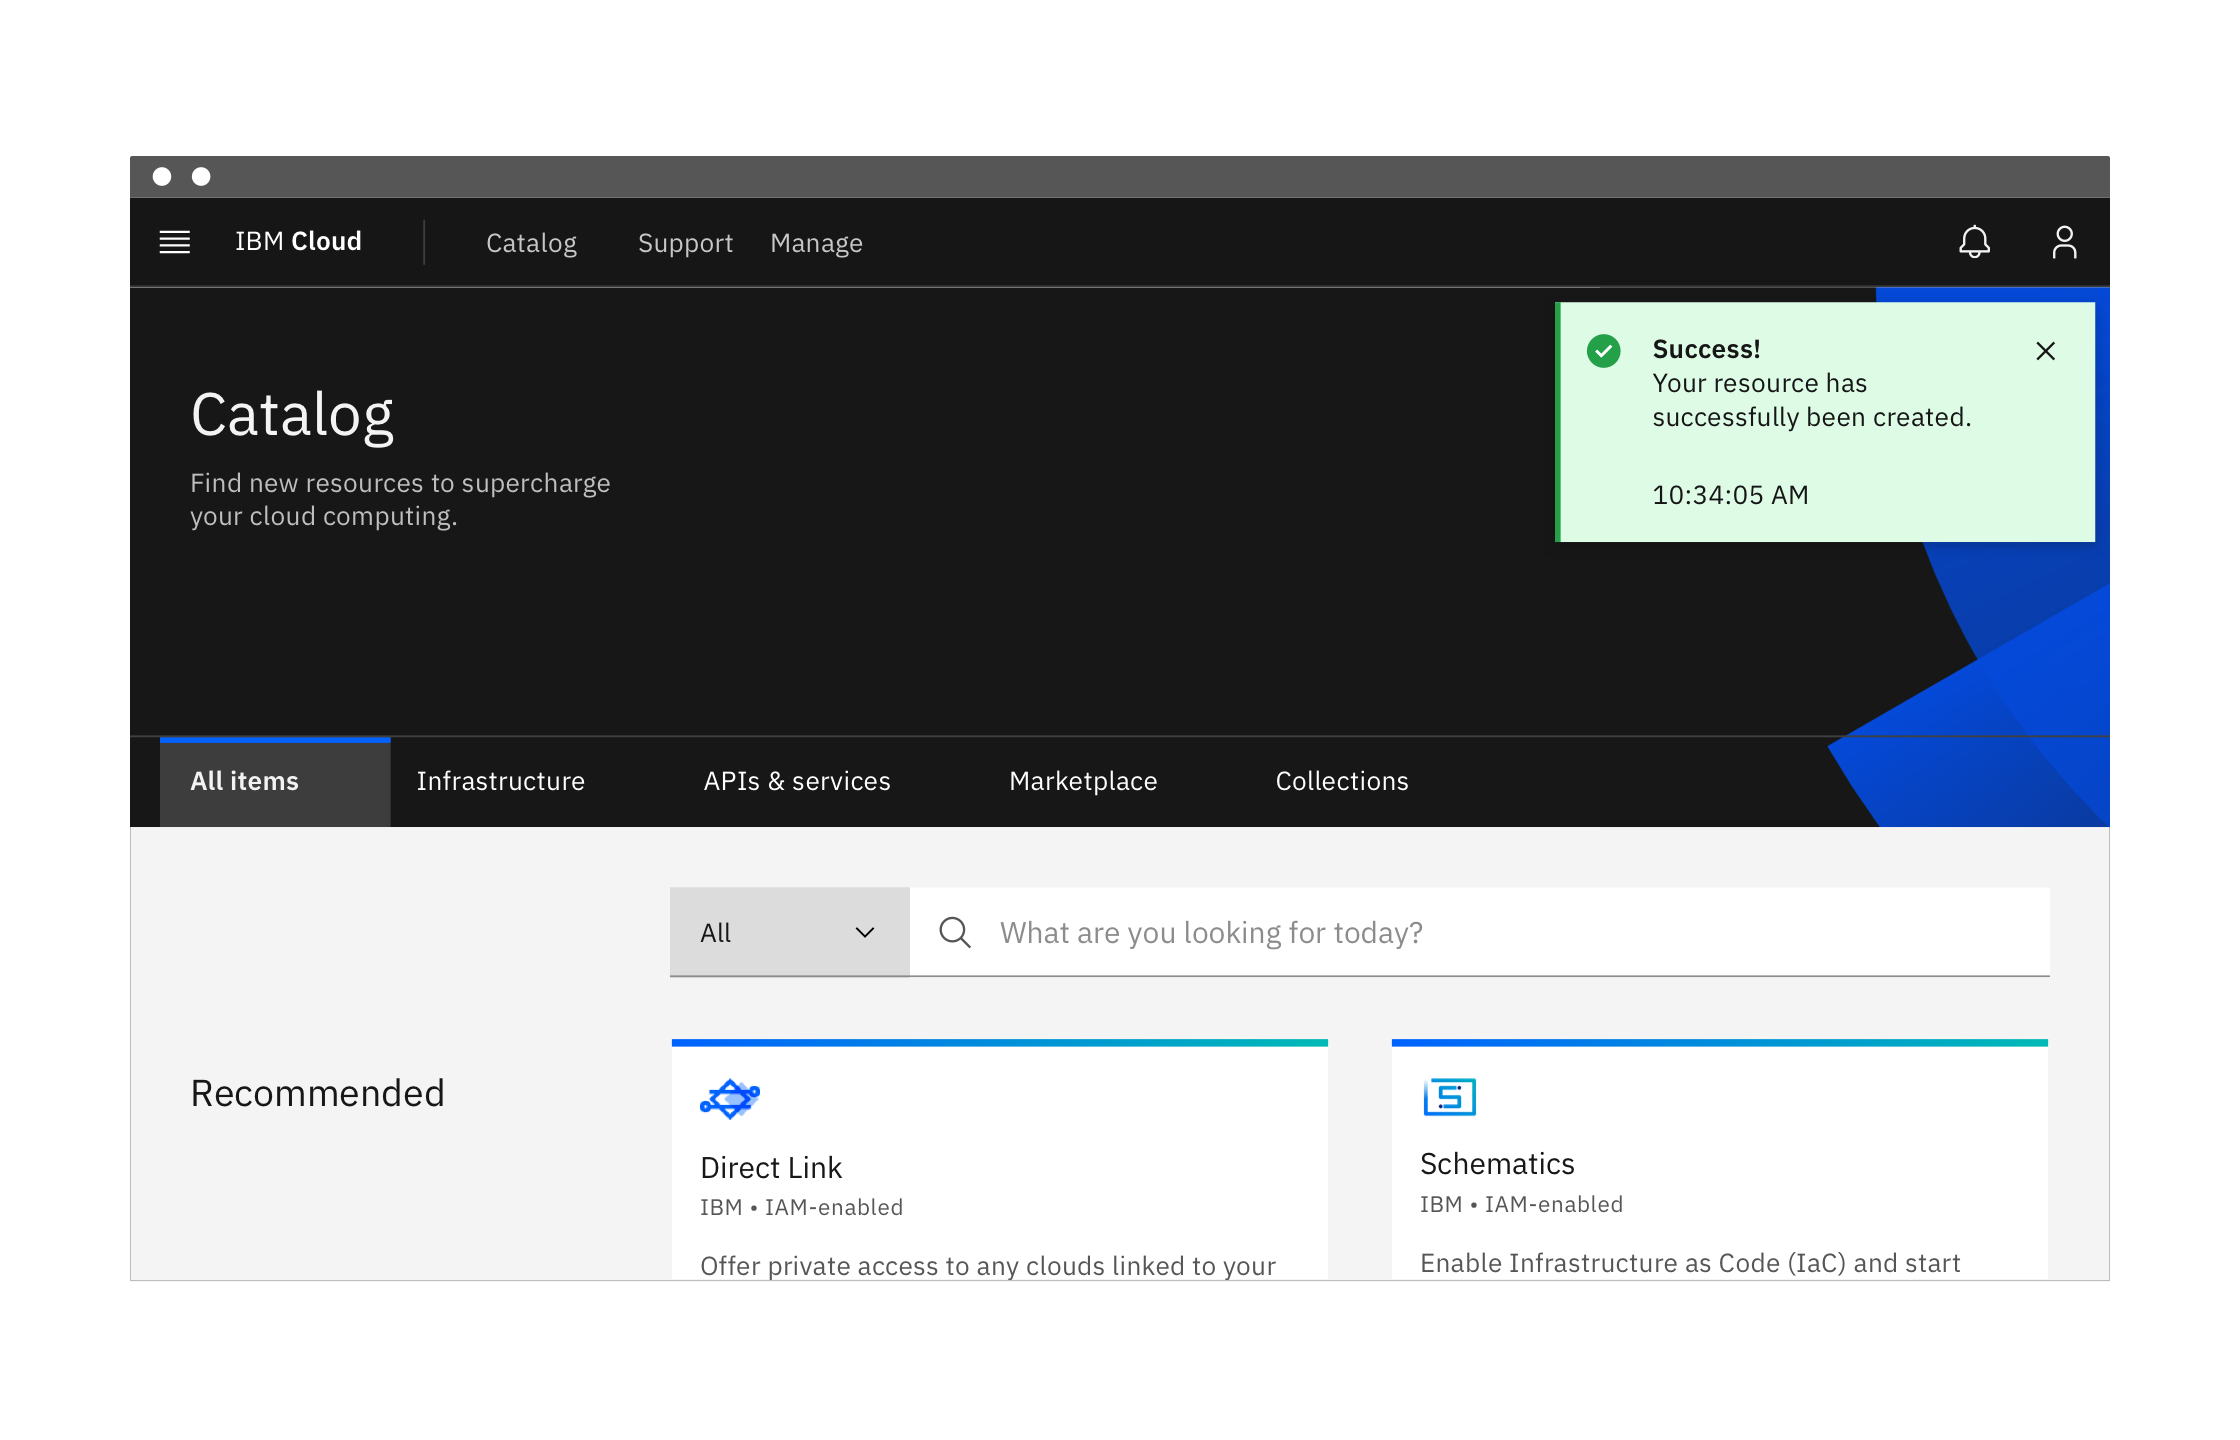 IBM Cloud
Catalog
Support
Manage
Success!
Your resource has
successfully been created.
10:34:05 AM
Catalog
Find new resources to supercharge
your cloud computing.
All items
Infrastructure
APIs & services
Marketplace
Collections
All
What are you looking for today?
Recommended
Direct Link
IBM • IAM-enabled
Offer private access to any clouds linked to your
Schematics
IBM • IAM-enabled
Enable Infrastructure as Code (IaC) and start